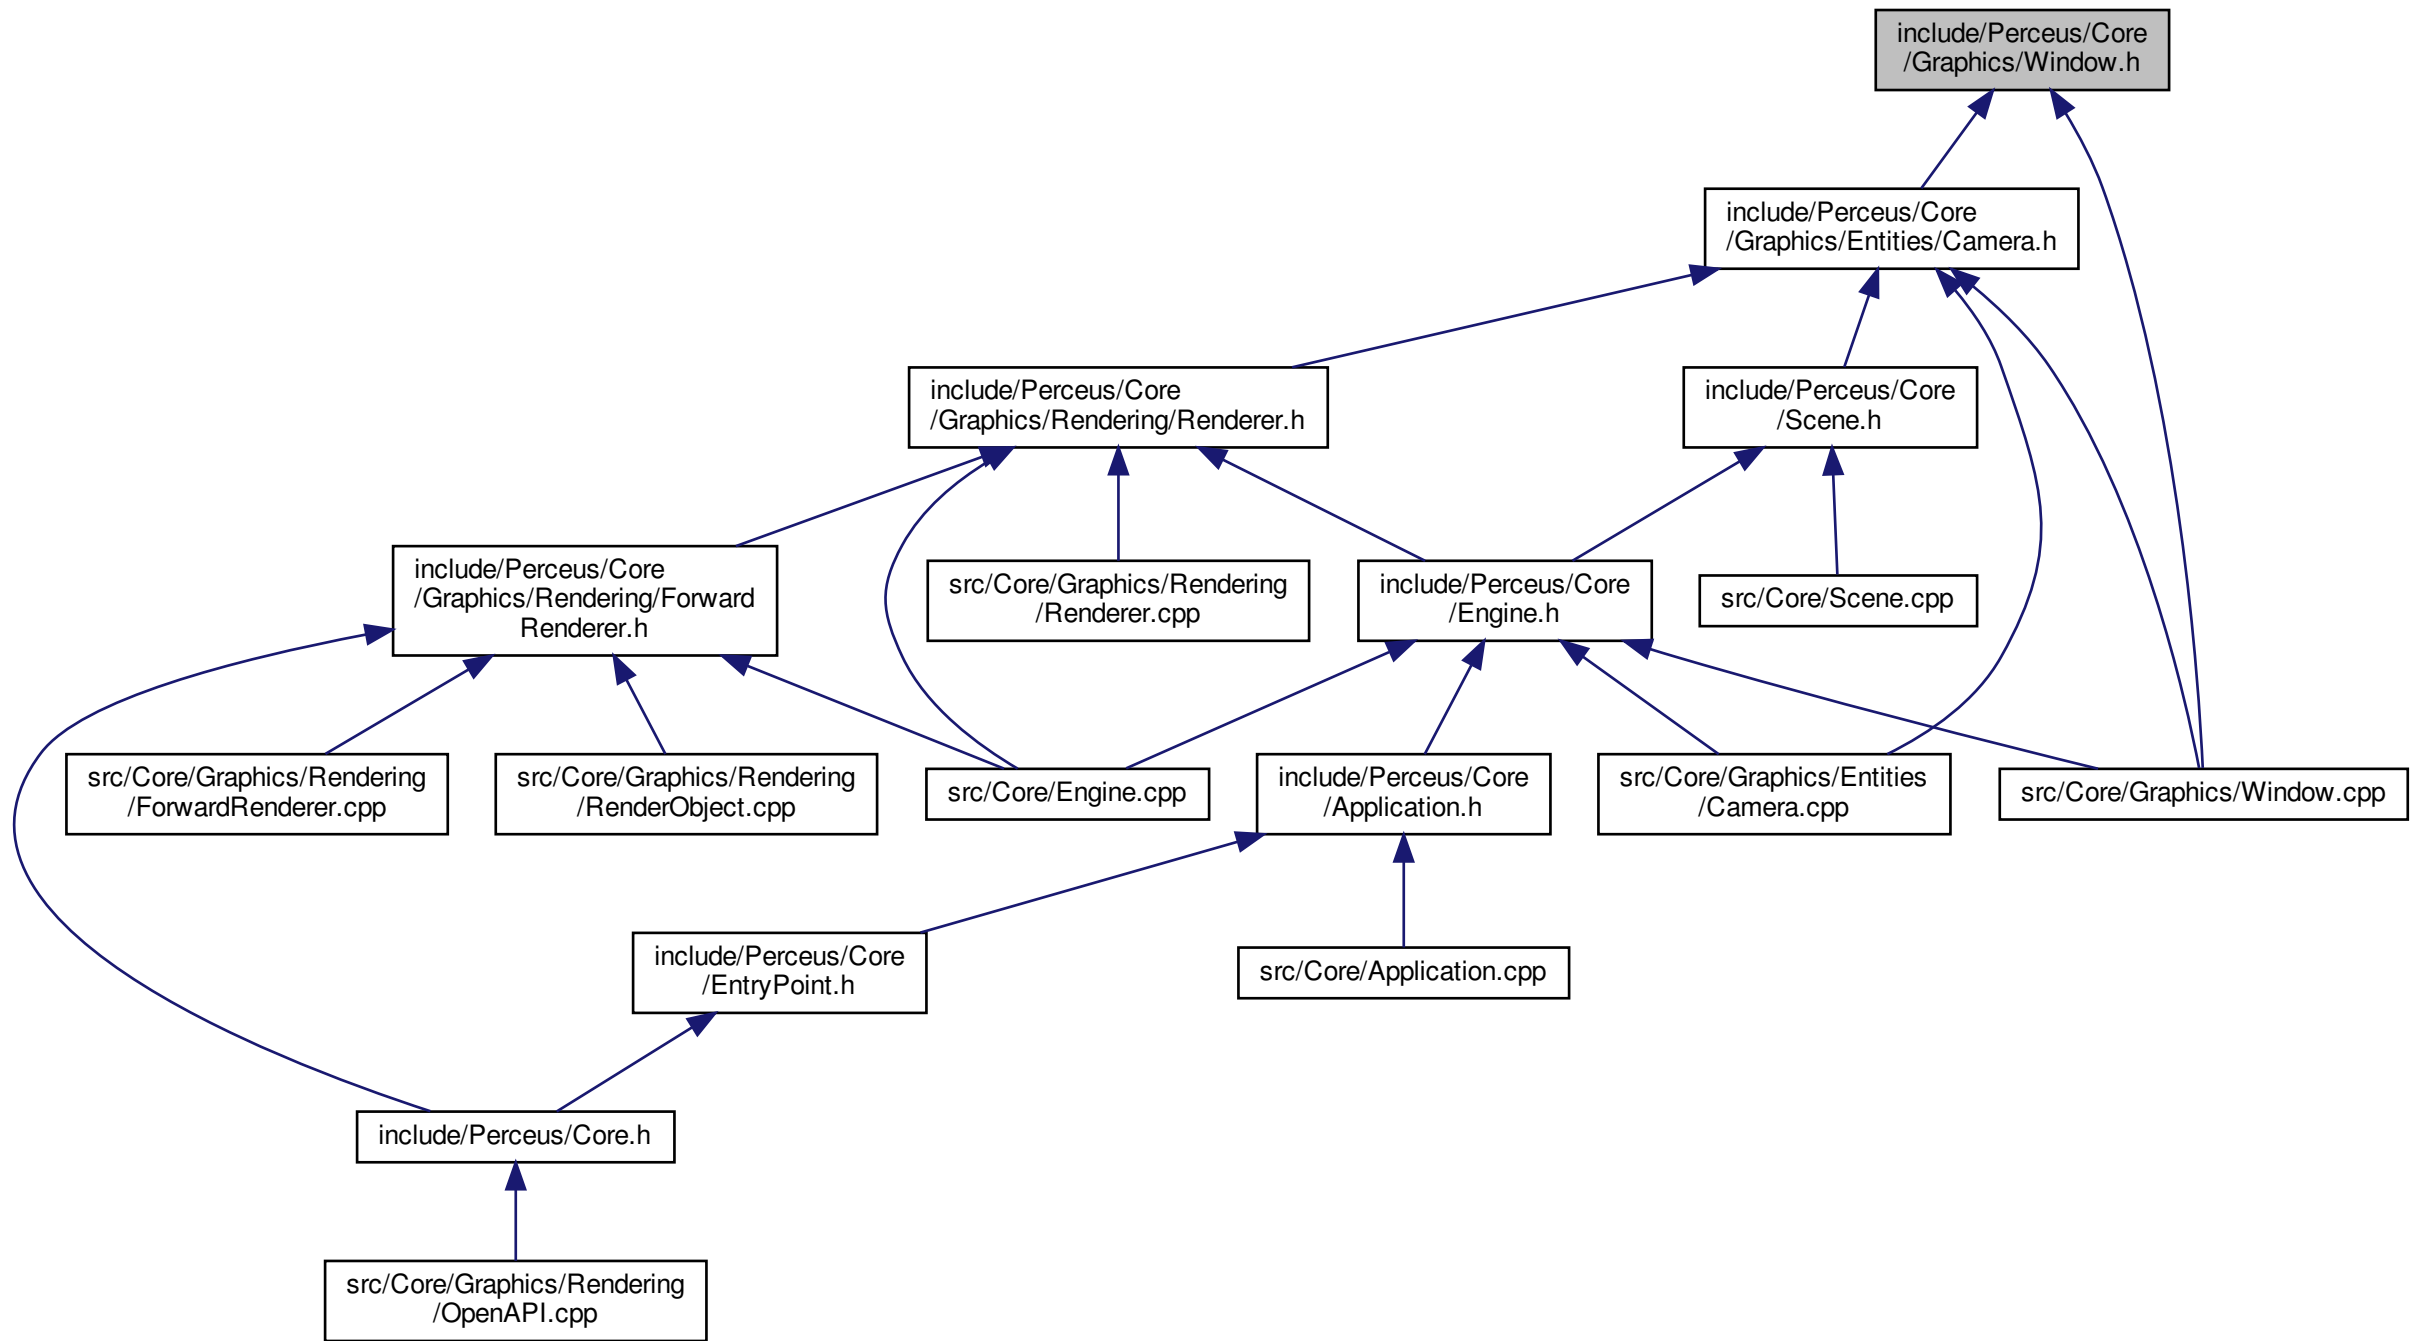 include/Perceus/Core
/Graphics/Window.h
include/Perceus/Core
/Graphics/Entities/Camera.h
include/Perceus/Core
/Graphics/Rendering/Renderer.h
include/Perceus/Core
/Scene.h
include/Perceus/Core
/Graphics/Rendering/Forward
Renderer.h
src/Core/Graphics/Rendering
/Renderer.cpp
include/Perceus/Core
/Engine.h
src/Core/Scene.cpp
src/Core/Graphics/Rendering
/ForwardRenderer.cpp
src/Core/Graphics/Rendering
/RenderObject.cpp
src/Core/Engine.cpp
include/Perceus/Core
/Application.h
src/Core/Graphics/Entities
/Camera.cpp
src/Core/Graphics/Window.cpp
include/Perceus/Core
/EntryPoint.h
src/Core/Application.cpp
include/Perceus/Core.h
src/Core/Graphics/Rendering
/OpenAPI.cpp